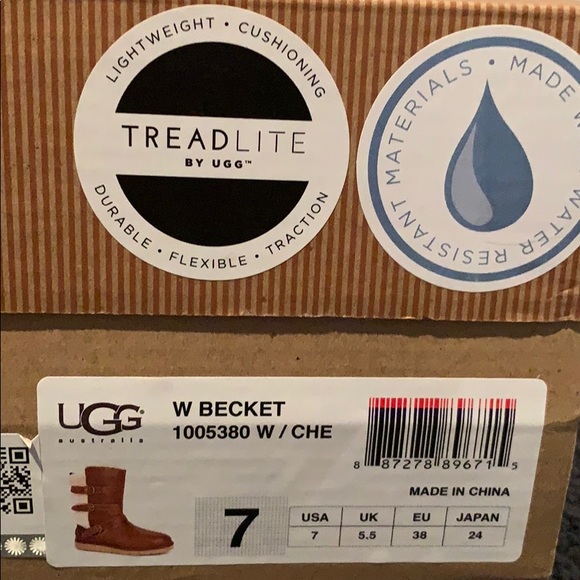 LIGHTWEIGHT • CUSHIONING
TREADLITE
BY UGG™
DURABLE • FLEXIBLE • TRACTION
MATERIALS • MADE
WATER RESISTANT
UGG®
australia
W BECKET
1005380 W / CHE
8 87278 89671 5
MADE IN CHINA
7
USA UK EU JAPAN
7 5.5 38 24